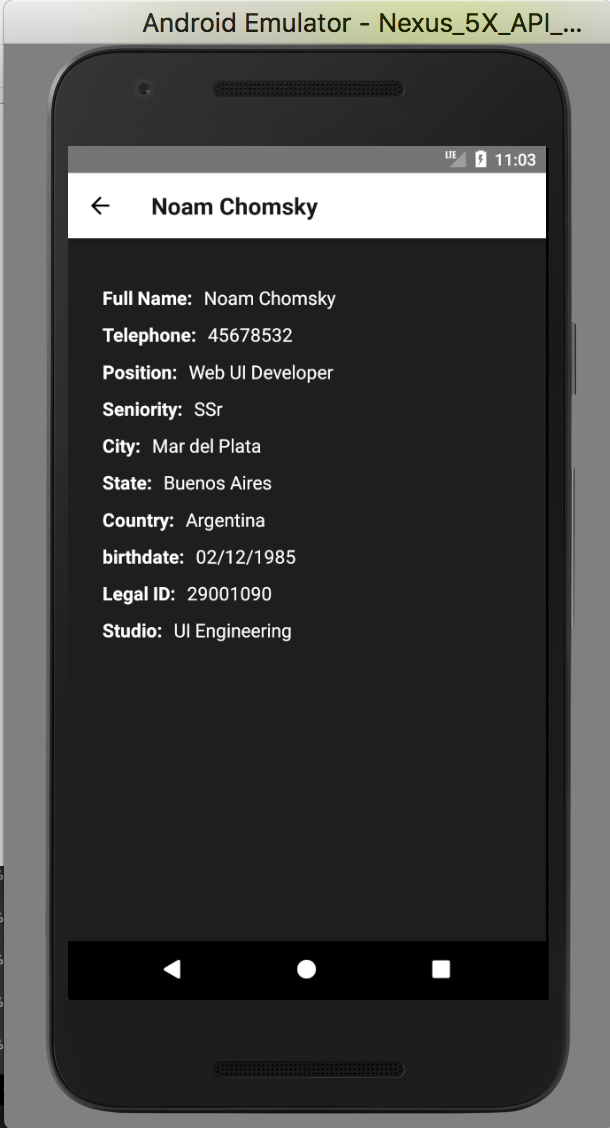 Android Emulator - Nexus_5X_API_...
LTE 11:03
Noam Chomsky
Full Name: Noam Chomsky
Telephone: 45678532
Position: Web UI Developer
Seniority: SSr
City: Mar del Plata
State: Buenos Aires
Country: Argentina
birthdate: 02/12/1985
Legal ID: 29001090
Studio: UI Engineering